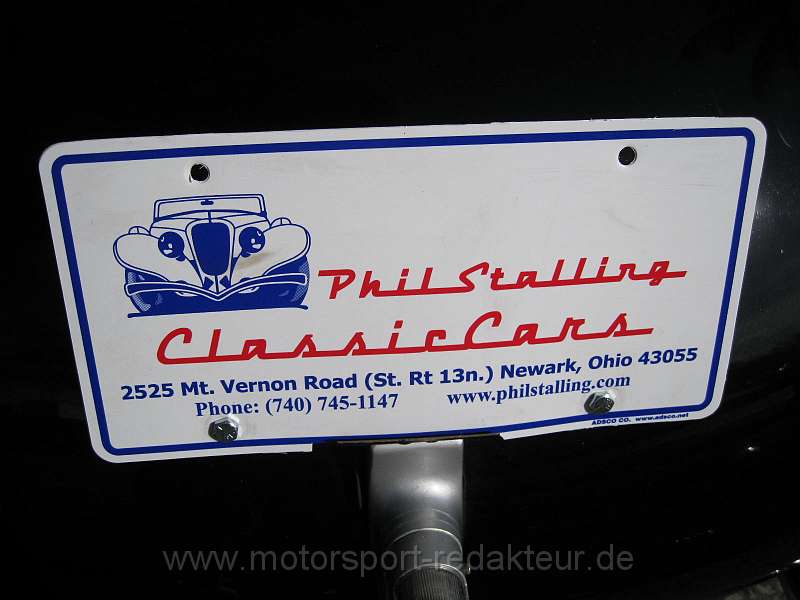 Phil Stalling
Classic Cars
2525 Mt. Vernon Road (St. Rt 13n.) Newark, Ohio 43055
Phone: (740) 745-1147 www.philstalling.com
ADSCO CO. www.adsco.net
www.motorsport-redakteur.de